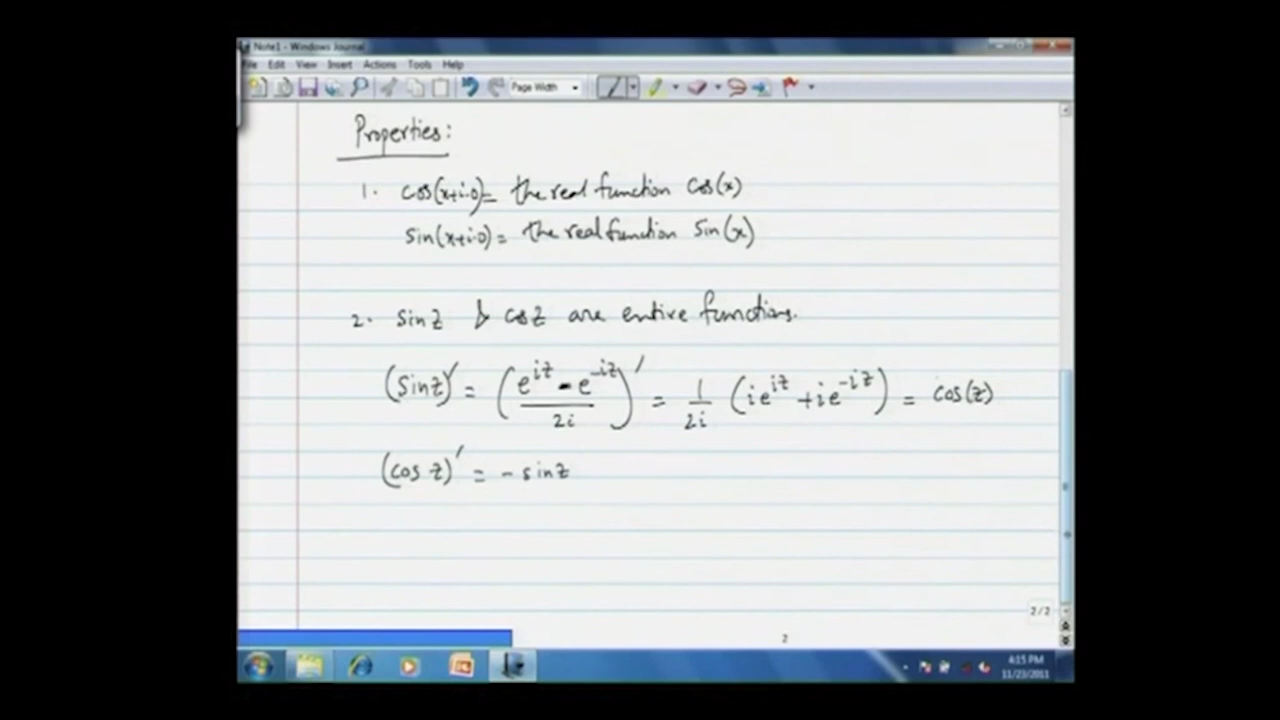 Note1 - Windows Journal
File Edit View Insert Actions Tools Help
Page Width
Properties:
1. cos(x+i·0) = the real function cos(x)
sin(x+i·0) = the real function sin(x)
2. sin z & cos z are entire functions.
(sin z)′ = ((e^{iz} - e^{-iz})/2i)′ = 1/2i (ie^{iz} + ie^{-iz}) = cos(z)
(cos z)′ = - sin z
2 / 2
2
4:15 PM
11/23/2011